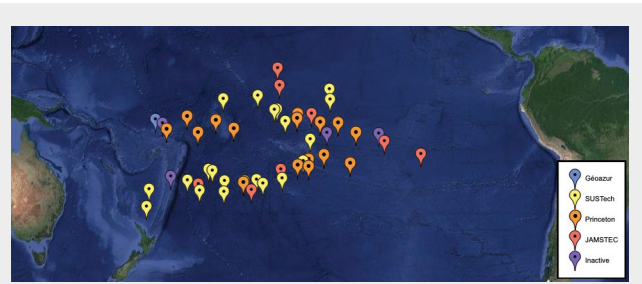 Géoazur
SUSTech
Princeton
JAMSTEC
Inactive